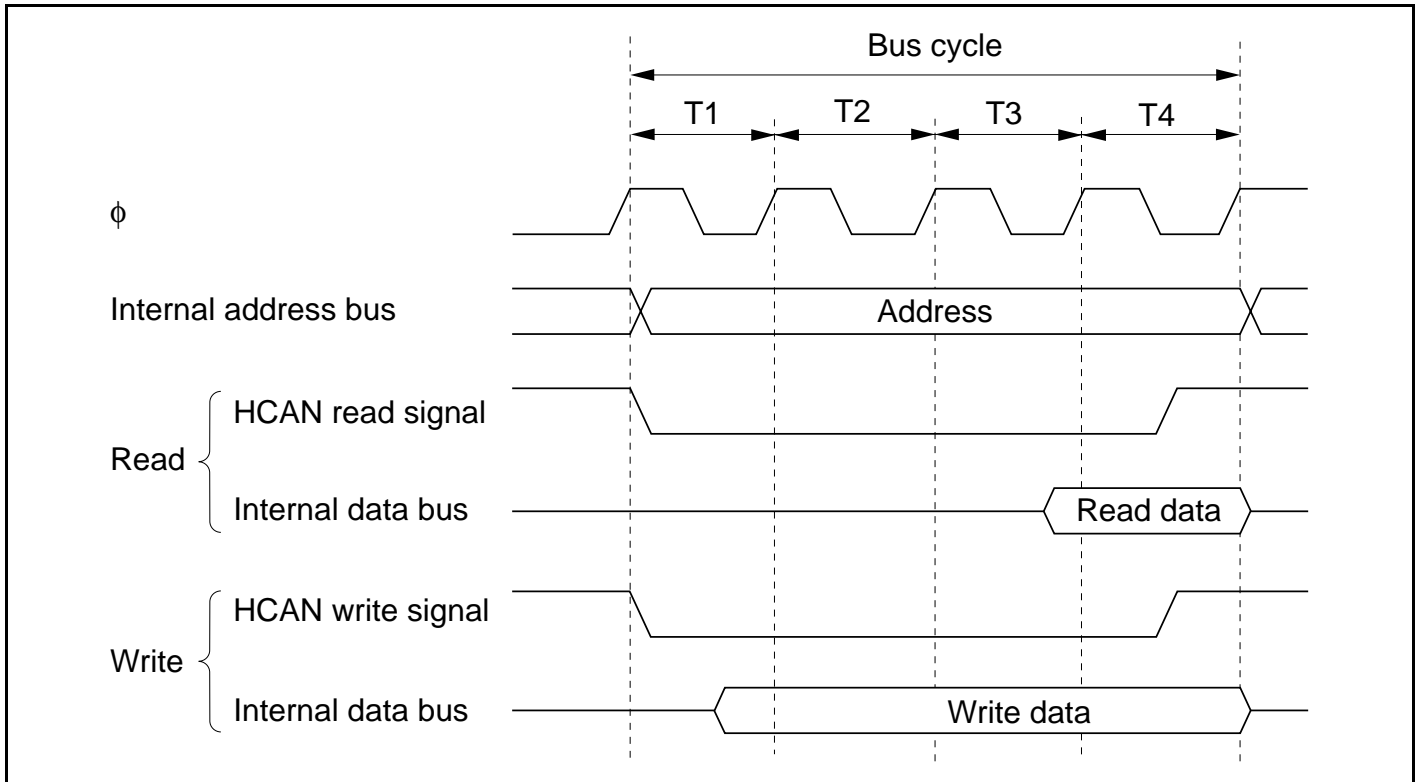 Bus cycle
T1 T2 T3 T4
ϕ
Internal address bus Address
HCAN read signal
Read
Internal data bus Read data
HCAN write signal
Write
Internal data bus Write data